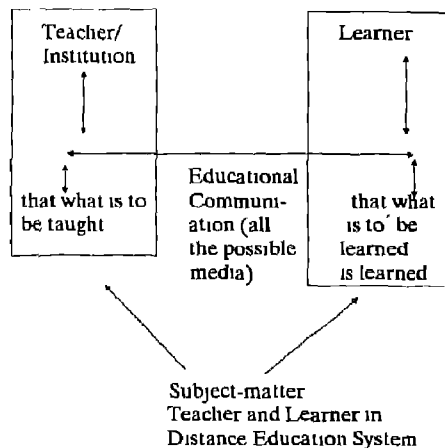 Teacher/
Institution
Learner
that what is to
be taught
Educational
Communi-
ation (all
the possible
media)
that what
is to be
learned
is learned
Subject-matter
Teacher and Learner in
Distance Education System